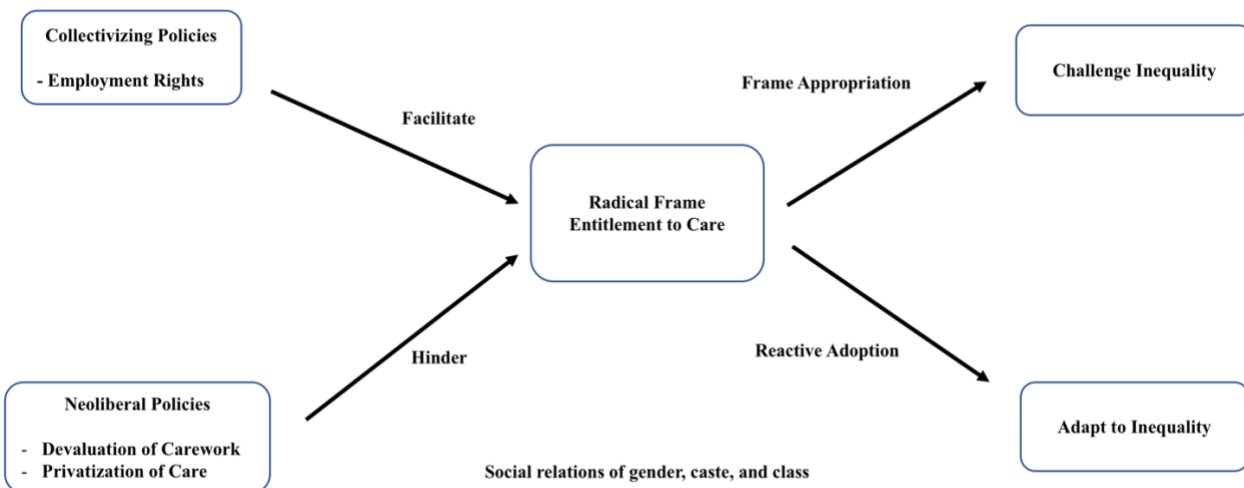 Collectivizing Policies
- Employment Rights
Facilitate
Radical Frame
Entitlement to Care
Frame Appropriation
Challenge Inequality
Neoliberal Policies
- Devaluation of Carework
- Privatization of Care
Hinder
Reactive Adoption
Adapt to Inequality
Social relations of gender, caste, and class